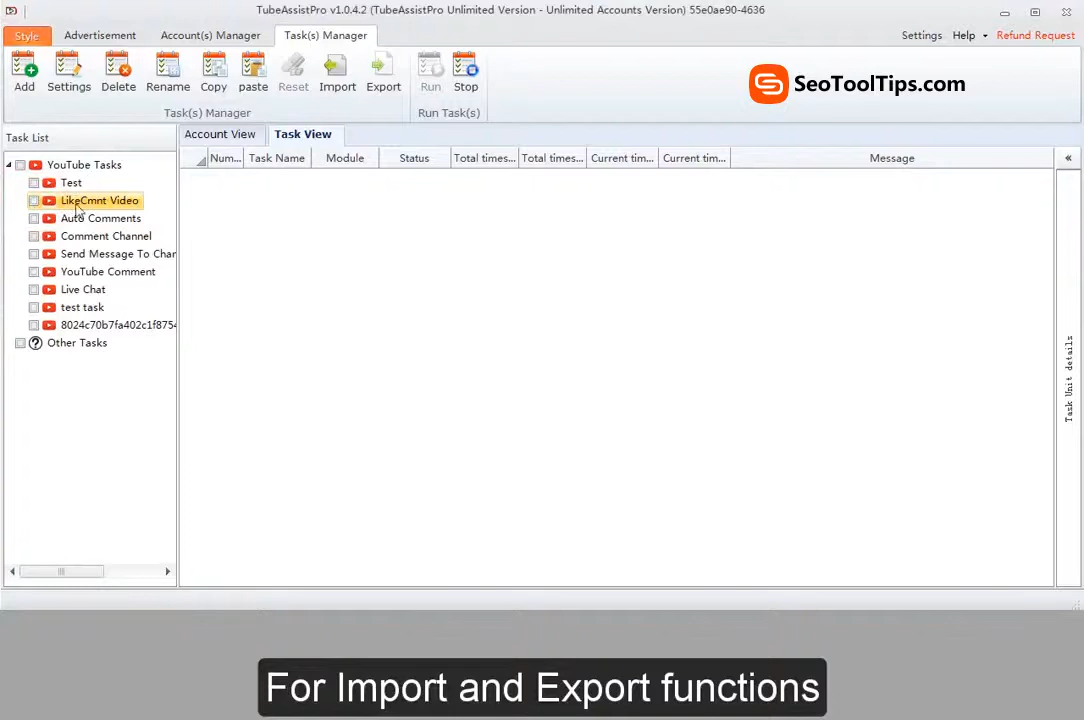 TubeAssistPro v1.0.4.2 (TubeAssistPro Unlimited Version - Unlimited Accounts Version) 55e0ae90-4636
Style Advertisement Account(s) Manager Task(s) Manager Settings Help Refund Request
Add Settings Delete Rename Copy paste Reset Import Export Run Stop
Task(s) Manager Run Task(s)
SeoToolTips.com
Task List
Account View Task View
Num... Task Name Module Status Total times... Total times... Current tim... Current tim... Message «
YouTube Tasks
Test
LikeCmnt Video
Auto Comments
Comment Channel
Send Message To Char
YouTube Comment
Live Chat
test task
8024c70b7fa402c1f8754
Other Tasks
Task Unit details
For Import and Export functions